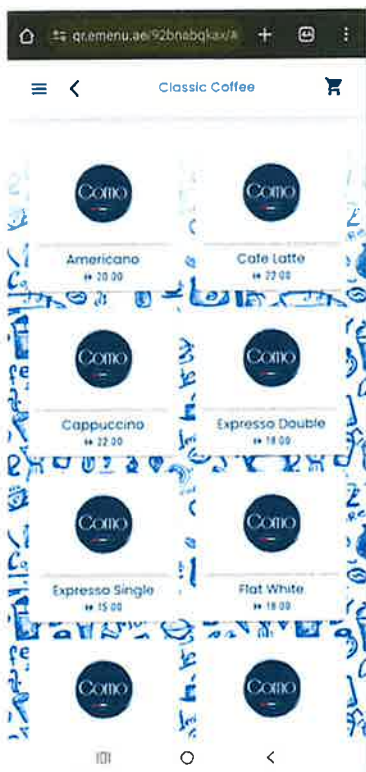 qr.emenu.ae/92bnabqkax/#
Classic Coffee
Como
Como
Americano
Cafe Latte
20.00
22.00
Como
Como
Cappuccino
Expresso Double
22.00
18.00
Como
Como
Expresso Single
Flat White
15.00
18.00
Como
Como